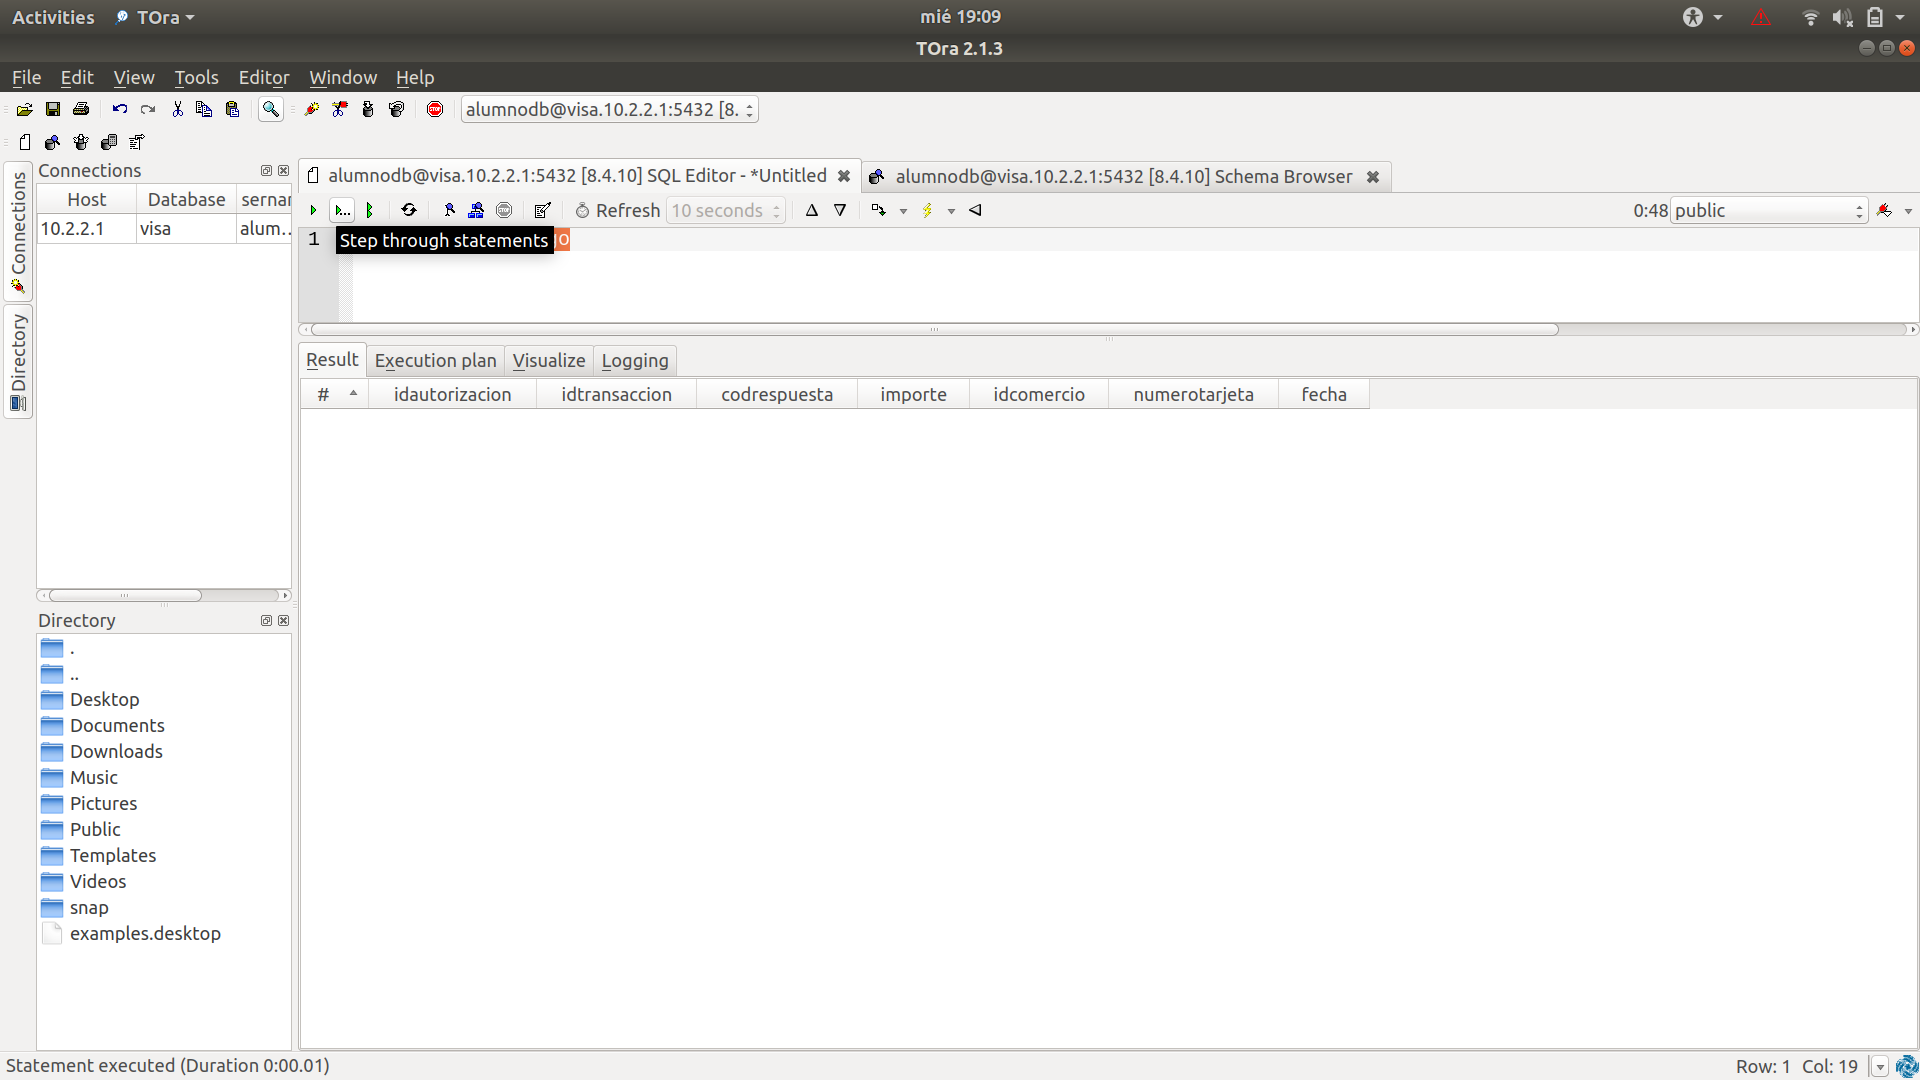 Activities TOra mié 19:09
TOra 2.1.3
File Edit View Tools Editor Window Help
alumnodb@visa.10.2.2.1:5432 [8.
Connections
Directory
Connections
Host Database sernar
10.2.2.1 visa alum..
Directory
.
..
Desktop
Documents
Downloads
Music
Pictures
Public
Templates
Videos
snap
examples.desktop
alumnodb@visa.10.2.2.1:5432 [8.4.10] SQL Editor - *Untitled alumnodb@visa.10.2.2.1:5432 [8.4.10] Schema Browser
Refresh 10 seconds 0:48 public
1 Step through statements
Result Execution plan Visualize Logging
# idautorizacion idtransaccion codrespuesta importe idcomercio numerotarjeta fecha
Statement executed (Duration 0:00.01) Row: 1 Col: 19